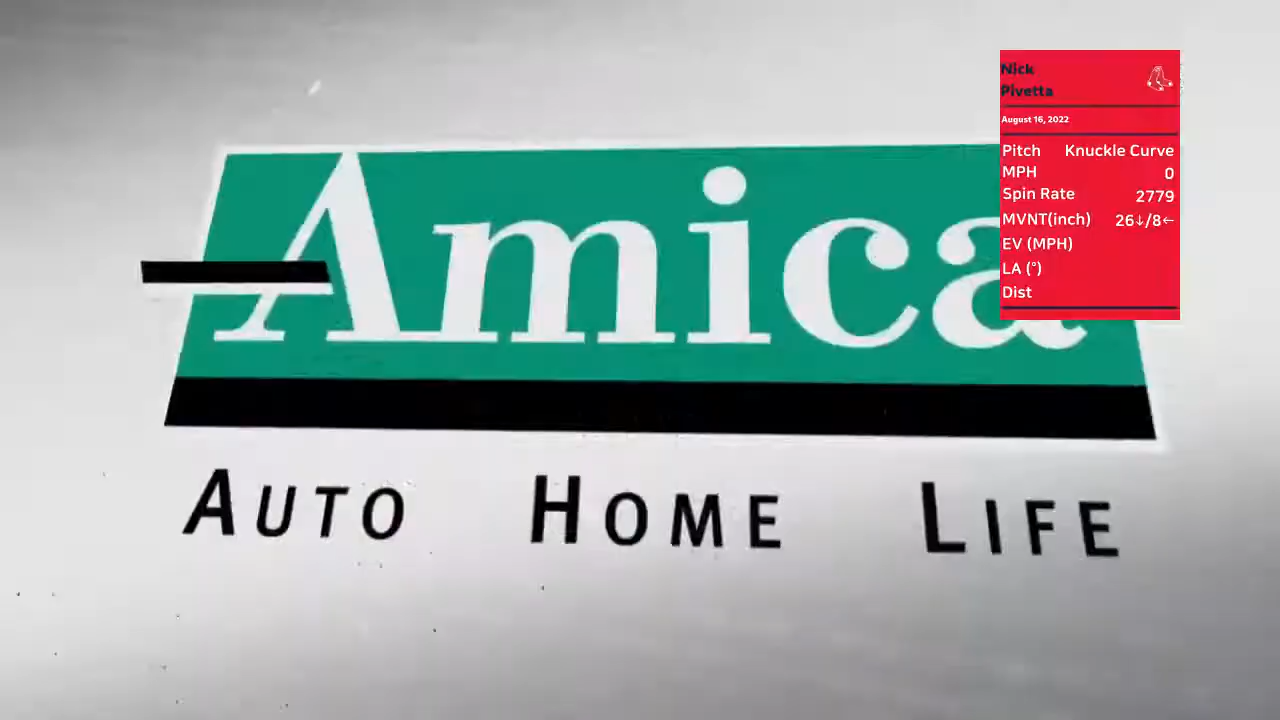 Amica
AUTO HOME LIFE
Nick
Pivetta
August 16, 2022
Pitch Knuckle Curve
MPH 0
Spin Rate 2779
MVNT(inch) 26↓/8←
EV (MPH)
LA (°)
Dist